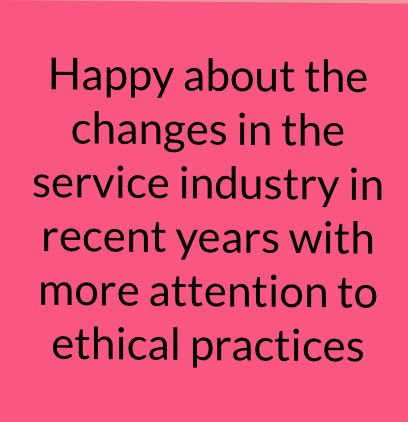 Happy about the
changes in the
service industry in
recent years with
more attention to
ethical practices